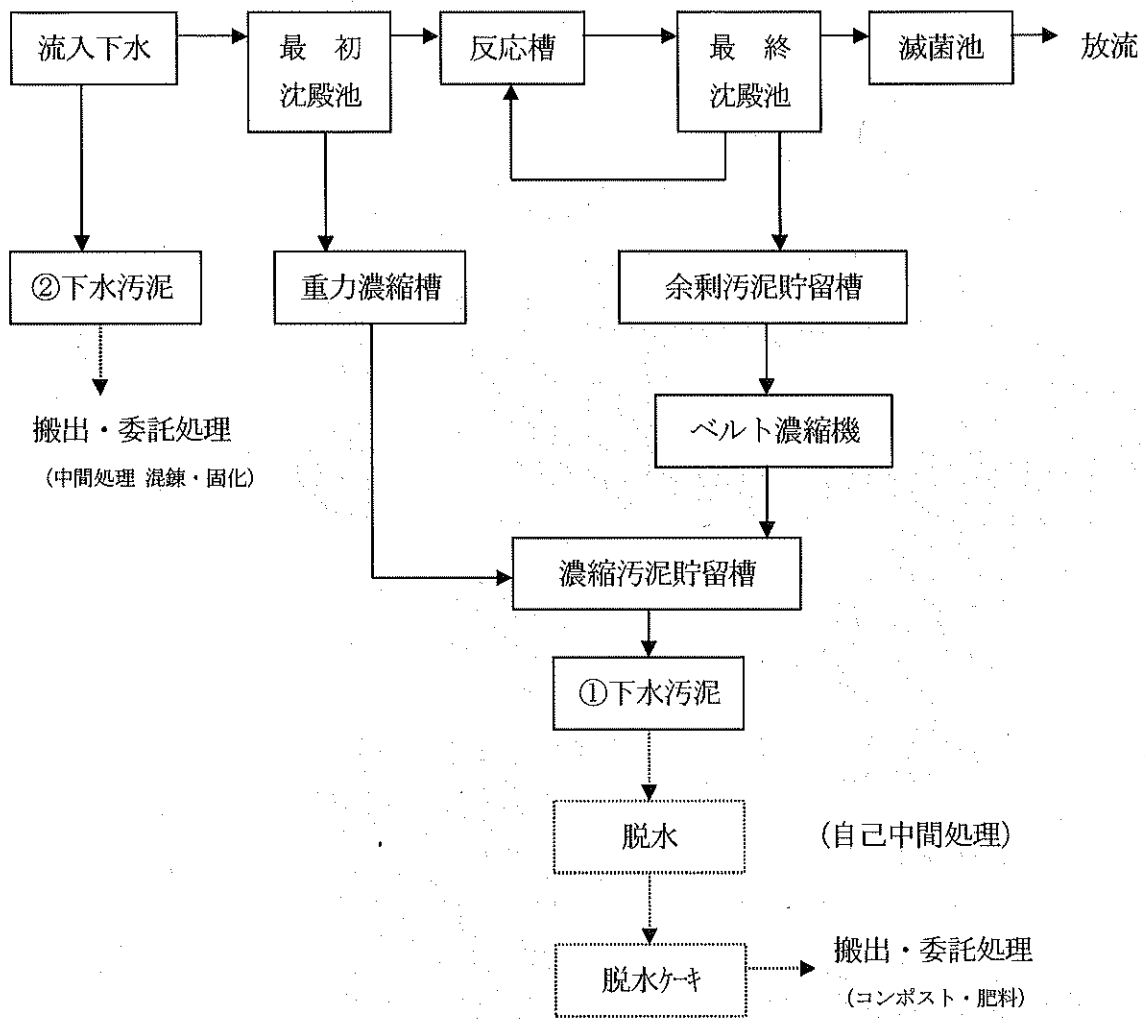 流入下水
最 初
沈殿池
反応槽
最 終
沈殿池
滅菌池
放流
②下水汚泥
重力濃縮槽
余剰汚泥貯留槽
搬出・委託処理
(中間処理 混錬・固化)
ベルト濃縮機
濃縮汚泥貯留槽
①下水汚泥
脱水
(自己中間処理)
脱水ケーキ
搬出・委託処理
(コンポスト・肥料)